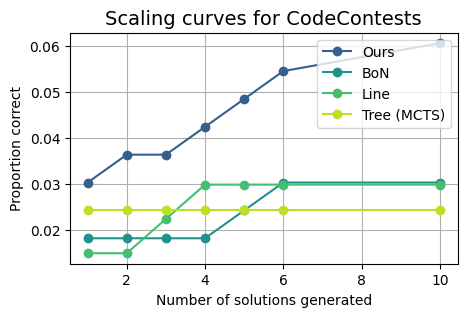 Scaling curves for CodeContests
Proportion correct
0.06
0.05
0.04
0.03
0.02
Ours
BoN
Line
Tree (MCTS)
2
4
6
8
10
Number of solutions generated